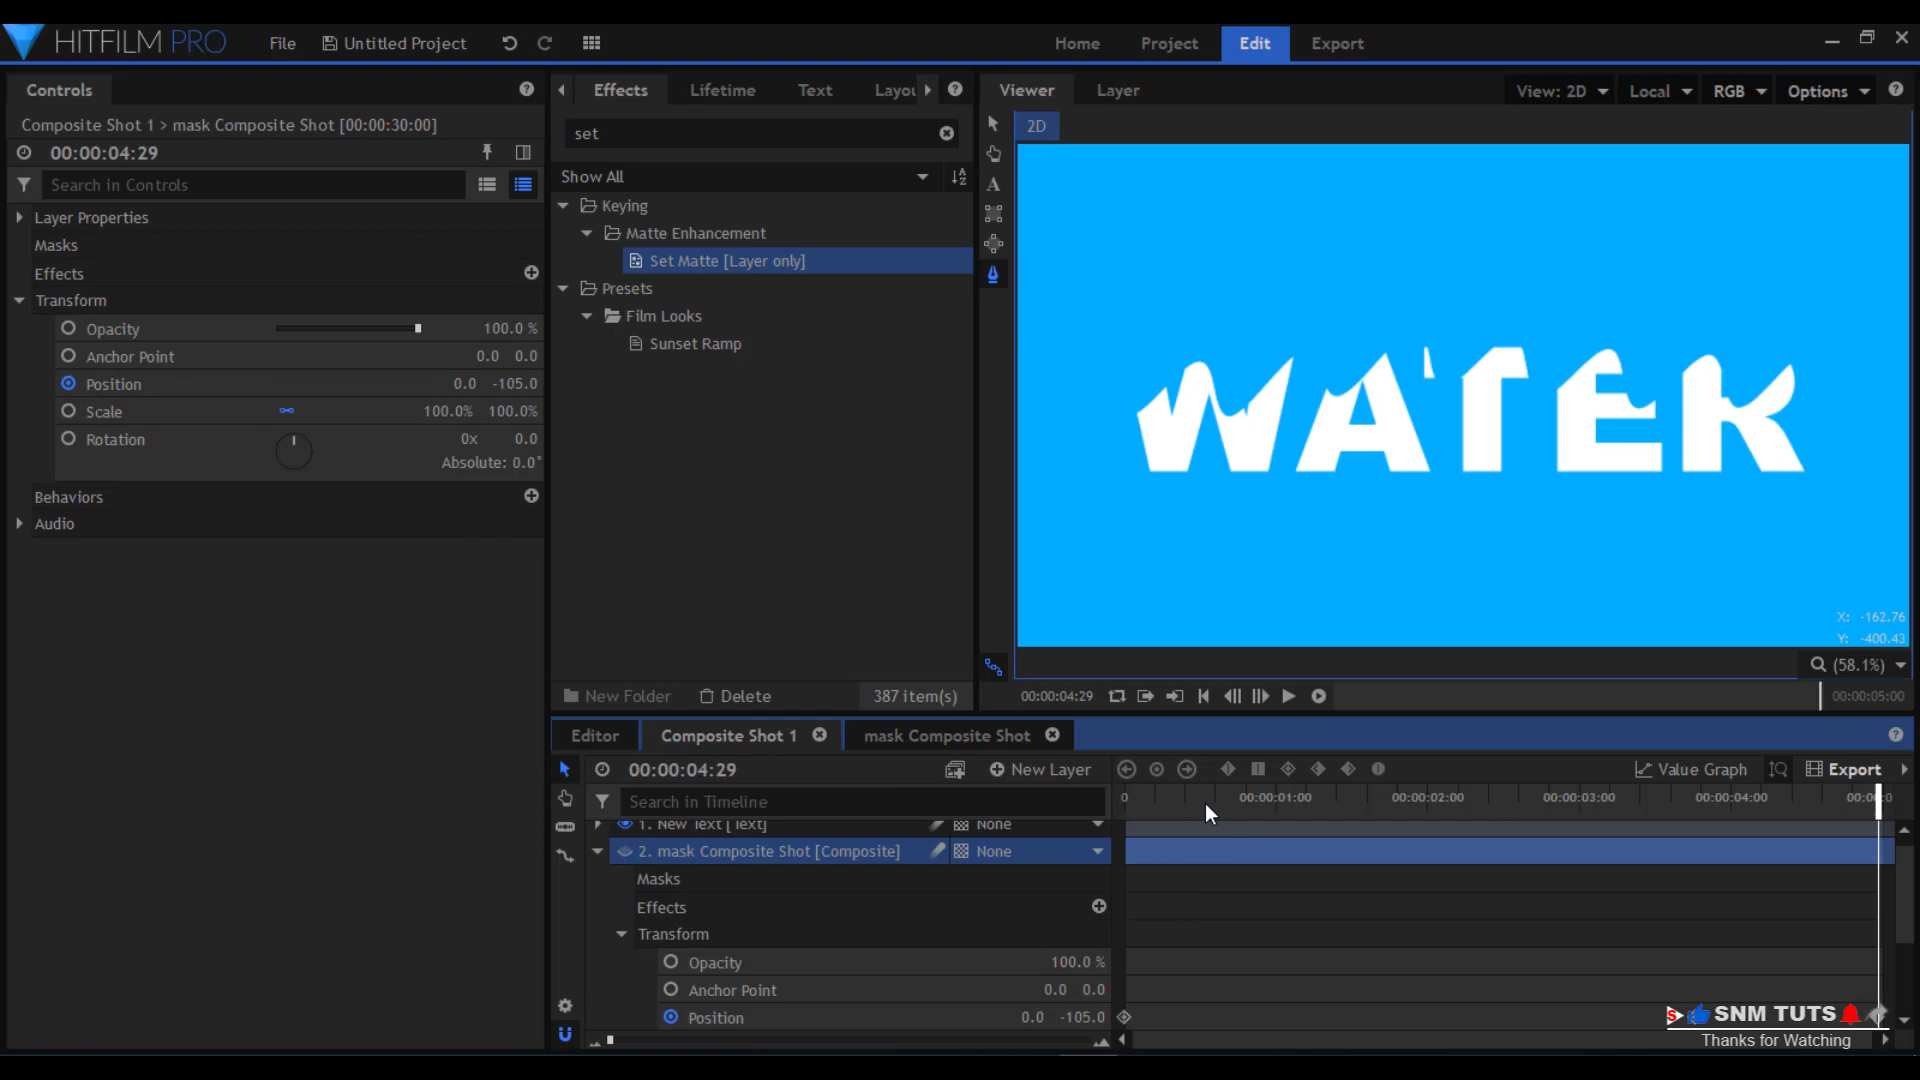 HITFILM PRO
File
Untitled Project
Home
Project
Edit
Export
Controls
Composite Shot 1 > mask Composite Shot [00:00:30:00]
00:00:04:29
Search in Controls
Layer Properties
Masks
Effects
Transform
Opacity 100.0 %
Anchor Point 0.0 0.0
Position 0.0 -105.0
Scale 100.0% 100.0%
Rotation 0x 0.0
Absolute: 0.0°
Behaviors
Audio
Effects
Lifetime
Text
Layou
set
Show All
Keying
Matte Enhancement
Set Matte [Layer only]
Presets
Film Looks
Sunset Ramp
New Folder
Delete
387 item(s)
Viewer
Layer
View: 2D
Local
RGB
Options
2D
WATER
X: -162.76
Y: -400.43
(58.1%)
00:00:04:29
00:00:05:00
Editor
Composite Shot 1
mask Composite Shot
00:00:04:29
New Layer
Value Graph
Export
Search in Timeline
0
00:00:01:00
00:00:02:00
00:00:03:00
00:00:04:00
1. New Text [Text]
None
2. mask Composite Shot [Composite]
None
Masks
Effects
Transform
Opacity 100.0 %
Anchor Point 0.0 0.0
Position 0.0 -105.0
SNM TUTS
Thanks for Watching